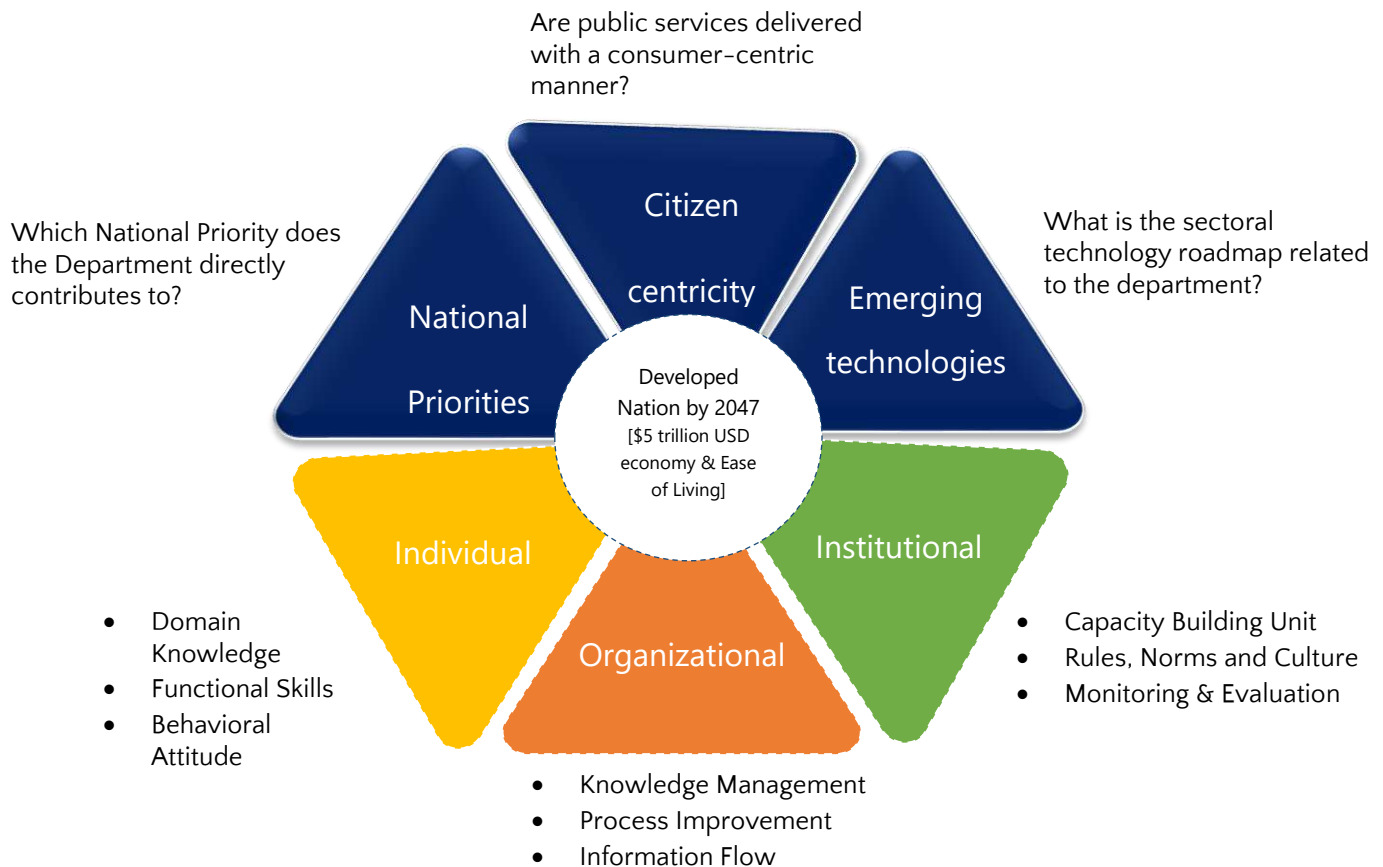 Are public services delivered
with a consumer-centric
manner?
Citizen
centricity
Which National Priority does
the Department directly
contributes to?
National
Priorities
What is the sectoral
technology roadmap related
to the department?
Emerging
technologies
Developed
Nation by 2047
[$5 trillion USD
economy & Ease
of Living]
Individual
• Domain
Knowledge
• Functional Skills
• Behavioral
Attitude
Organizational
• Knowledge Management
• Process Improvement
• Information Flow
Institutional
• Capacity Building Unit
• Rules, Norms and Culture
• Monitoring & Evaluation